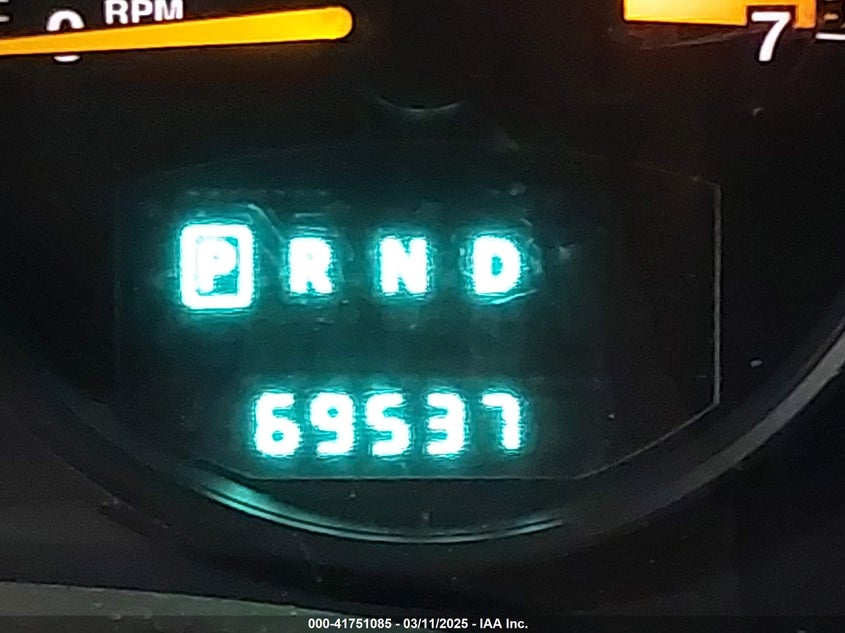 RPM
7
P R N D
69537
000-41751085 - 03/11/2025 - IAA Inc.